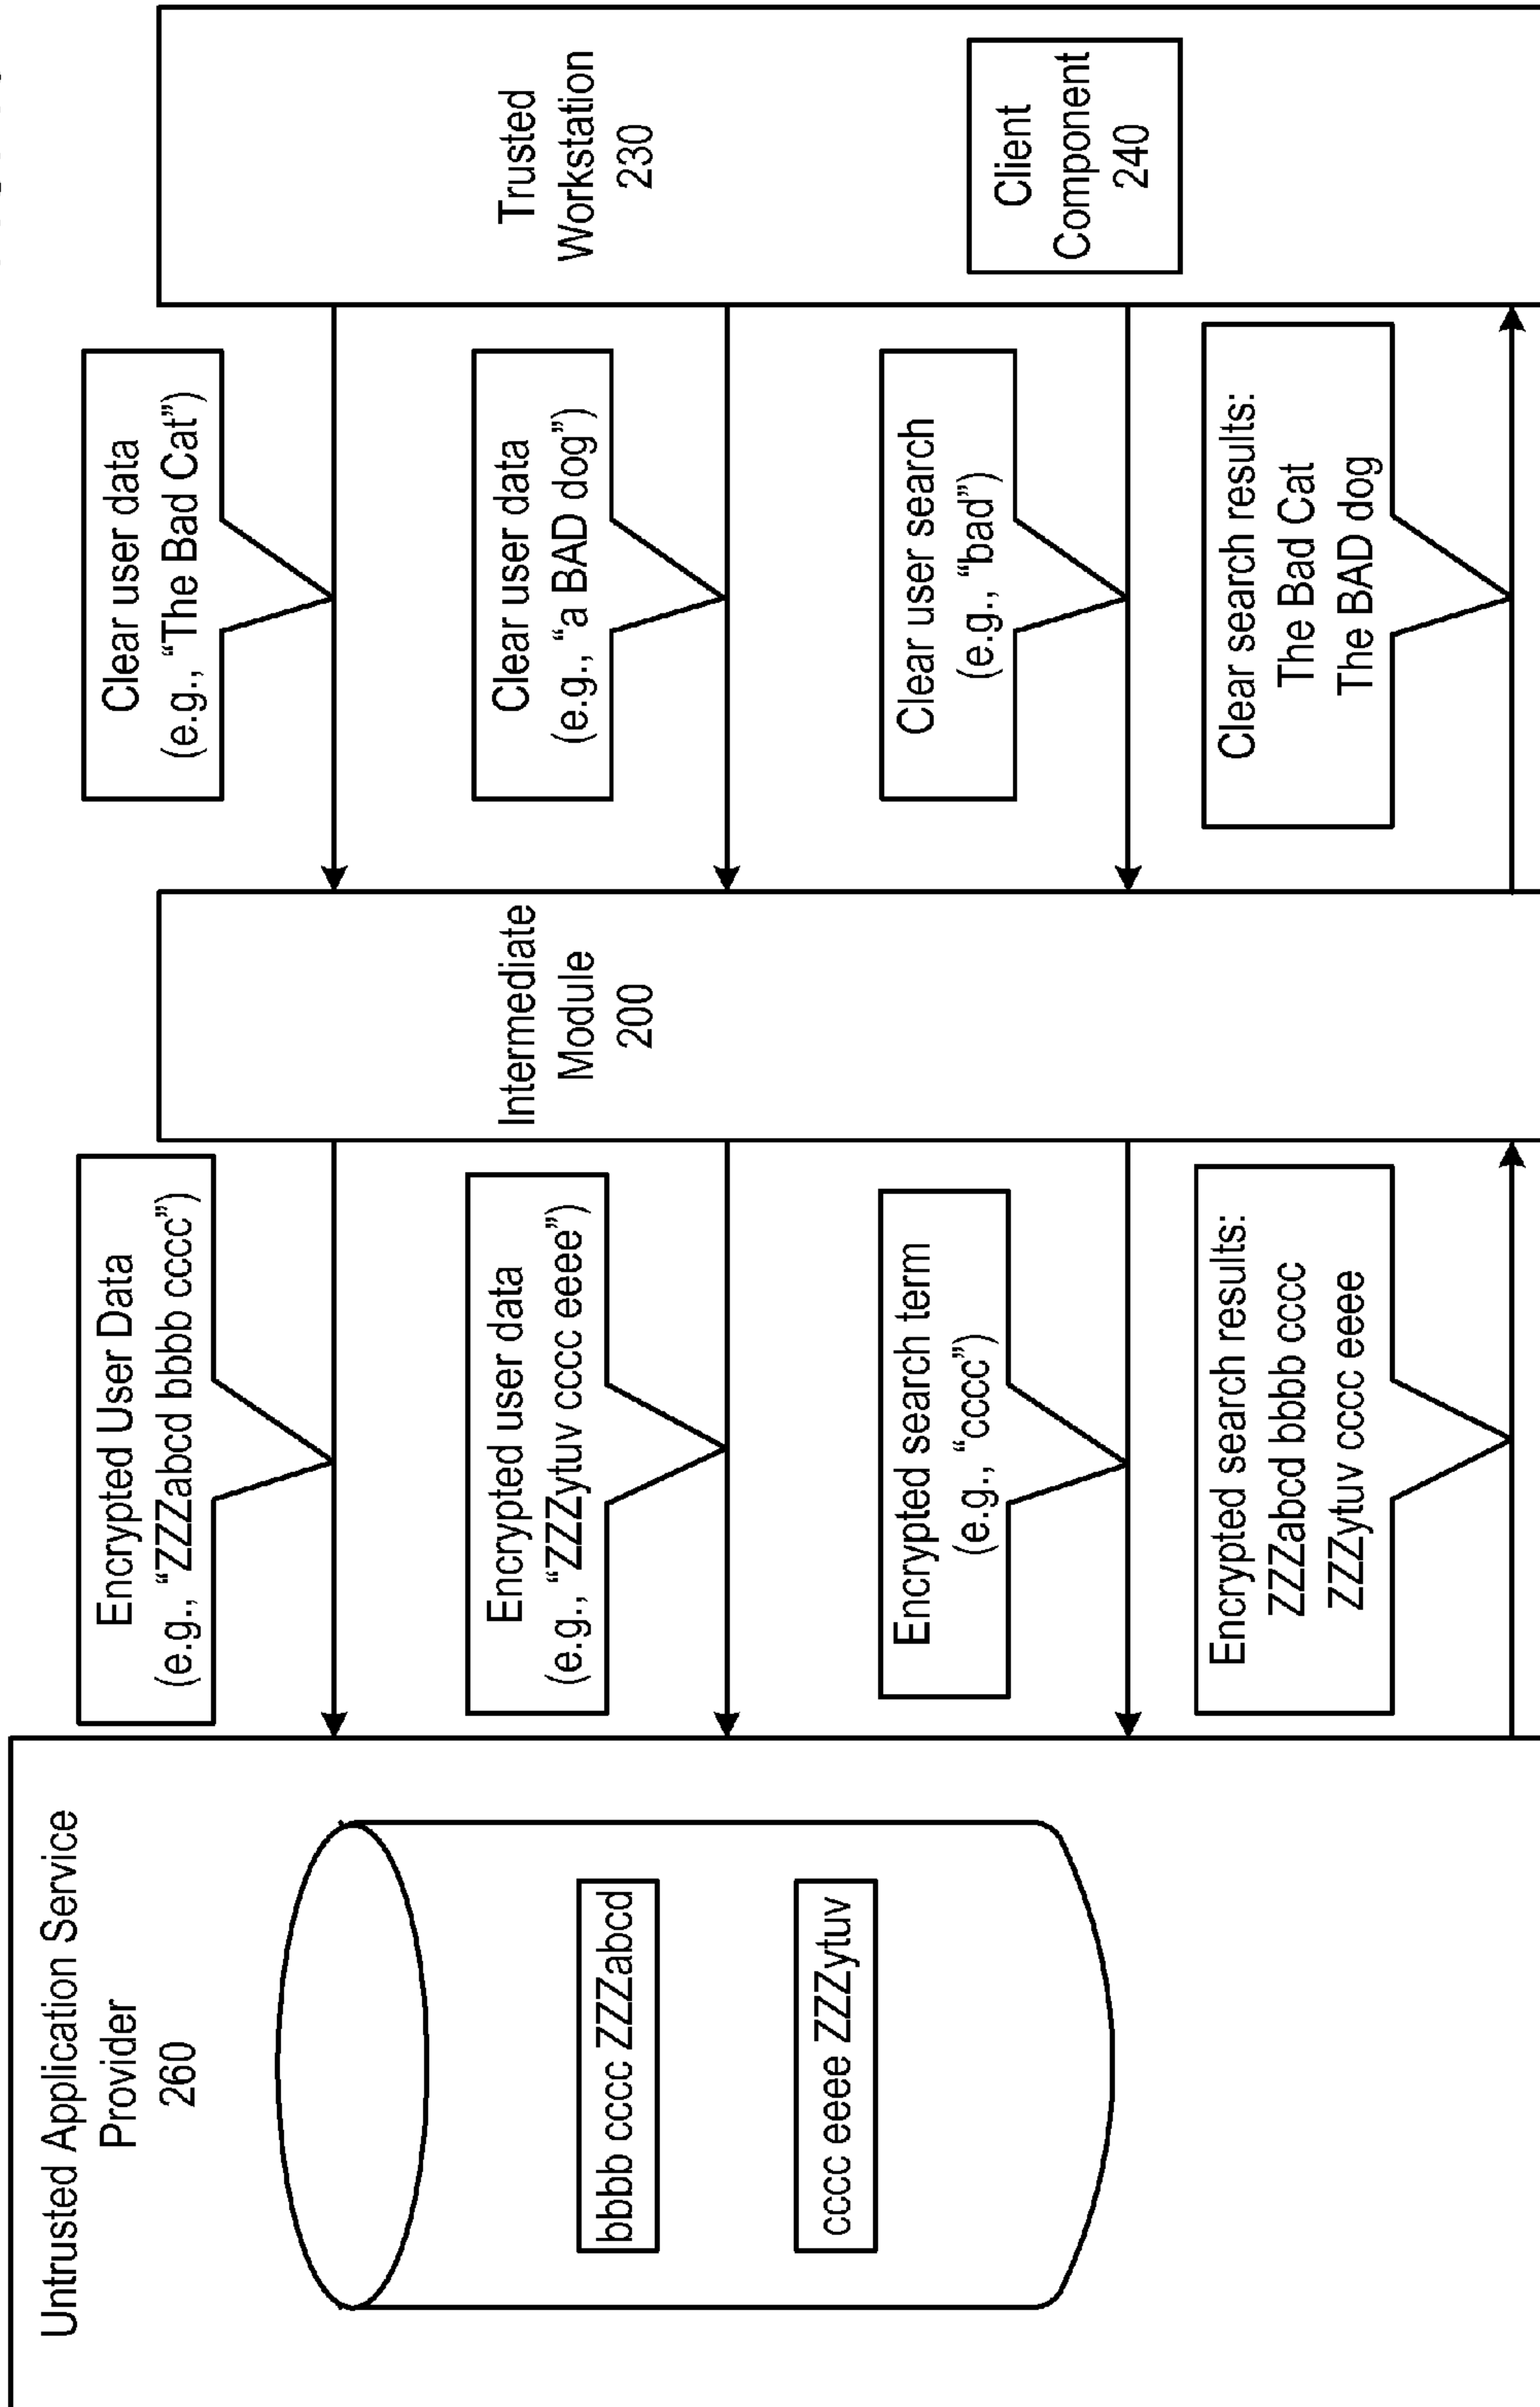 Untrusted Application Service
Provider
260
bbbb cccc ZZZabcd
cccc eeee ZZZytuv
Encrypted User Data
(e.g., “ZZZabcd bbbb cccc”)
Encrypted user data
(e.g., “ZZZytuv cccc eeee”)
Encrypted search term
(e.g., “cccc”)
Encrypted search results:
ZZZabcd bbbb cccc
ZZZytuv cccc eeee
Intermediate
Module
200
Clear user data
(e.g., “The Bad Cat”)
Clear user data
(e.g., “a BAD dog”)
Clear user search
(e.g., “bad”)
Clear search results:
The Bad Cat
The BAD dog
Trusted
Workstation
230
Client
Component
240